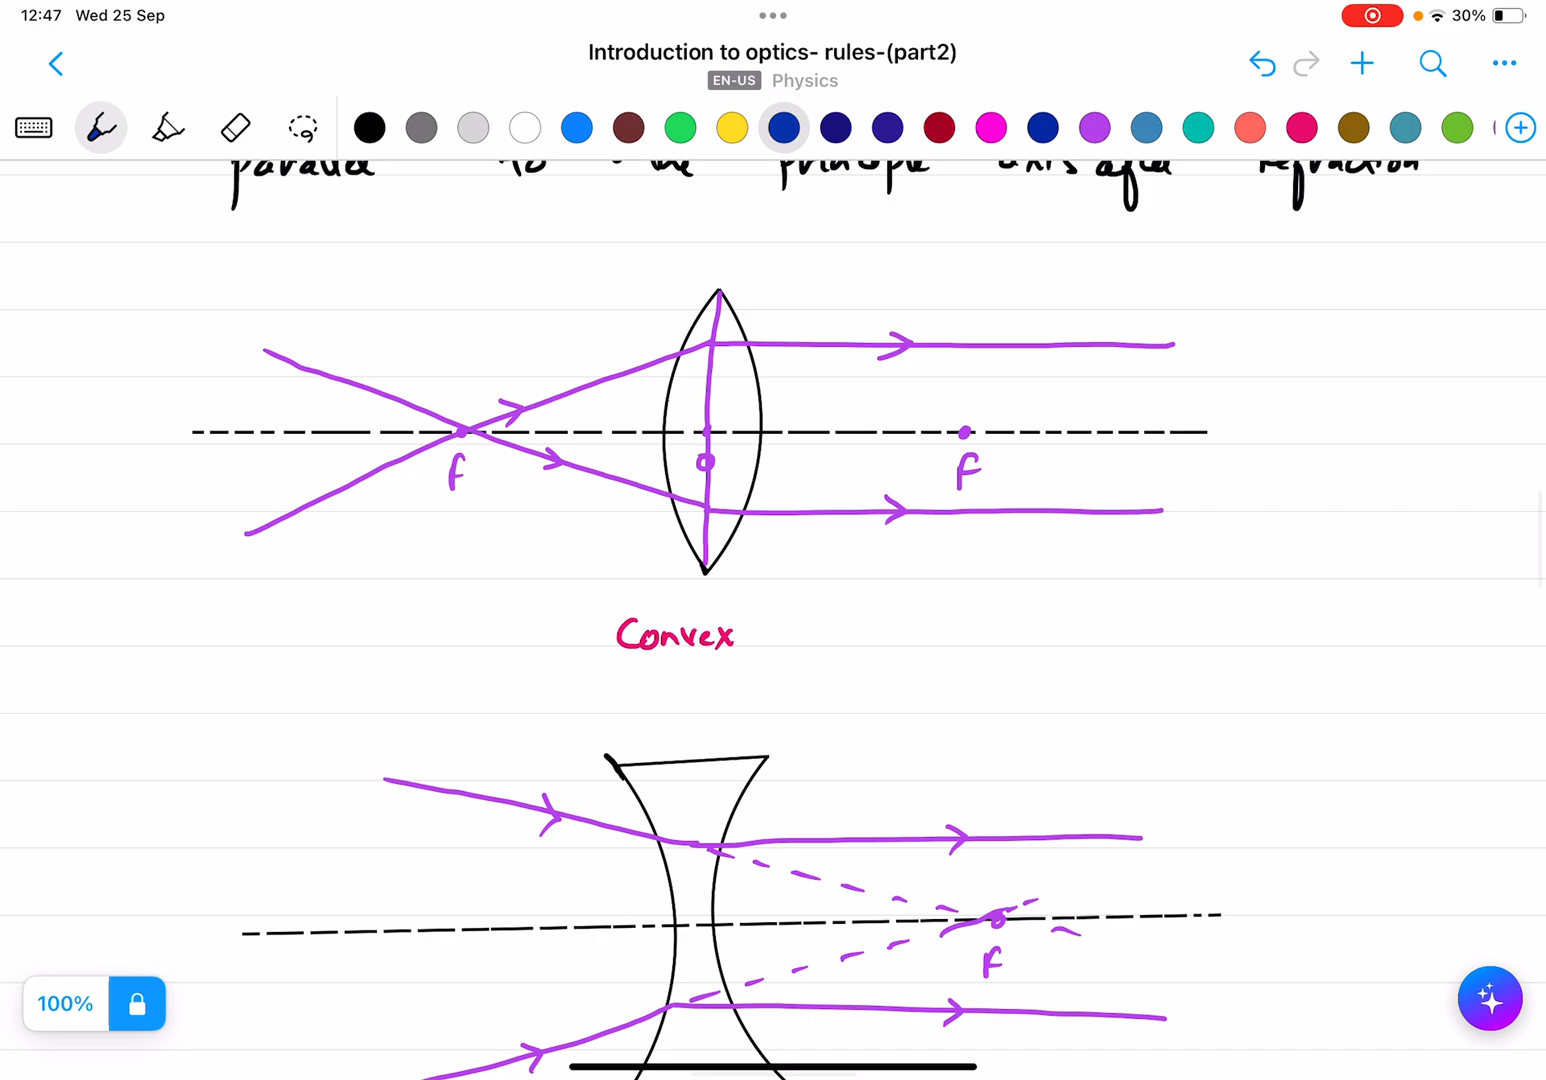 12:47 Wed 25 Sep
30%
Introduction to optics- rules-(part2)
EN-US Physics
parallel to the principle axis after refraction
f
O
F
Convex
f
100%